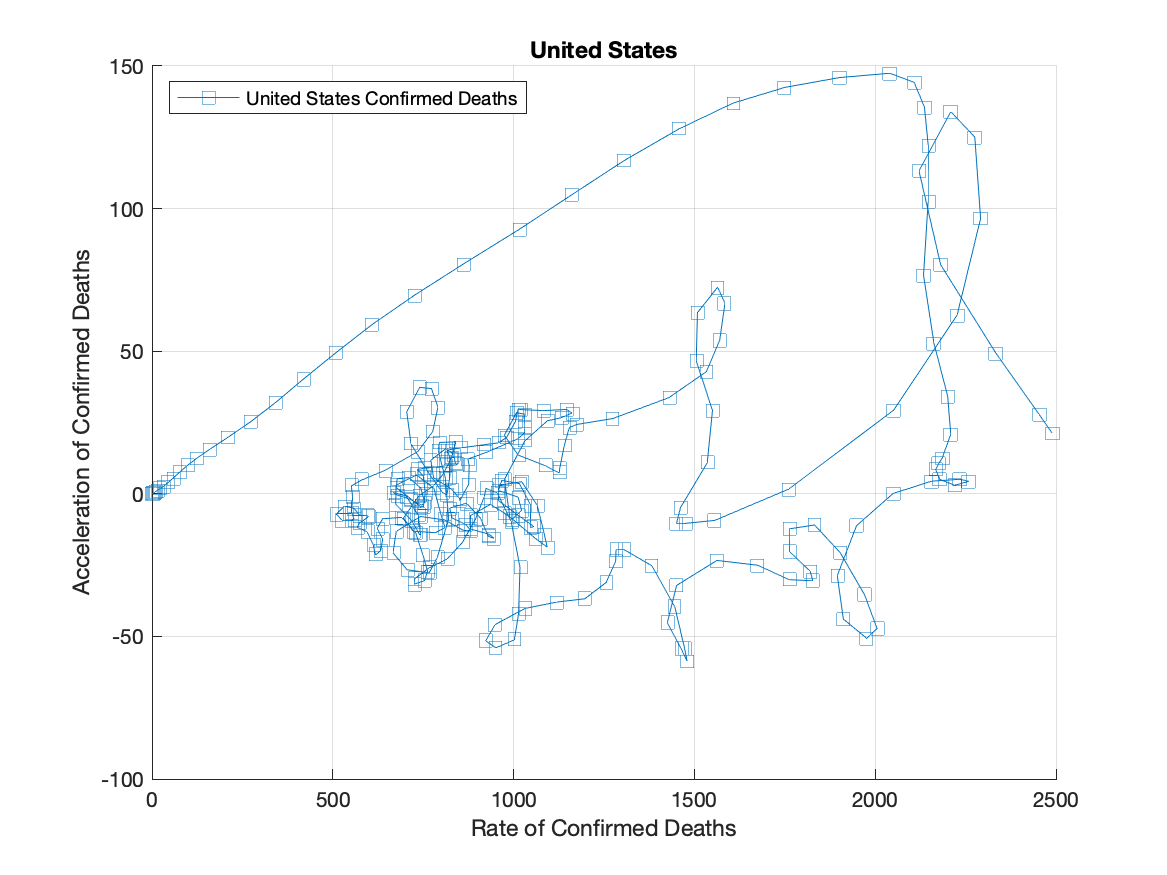 United States
150
United States Confirmed Deaths
100
50
0
-50
-100
Acceleration of Confirmed Deaths
0 500 1000 1500 2000 2500
Rate of Confirmed Deaths